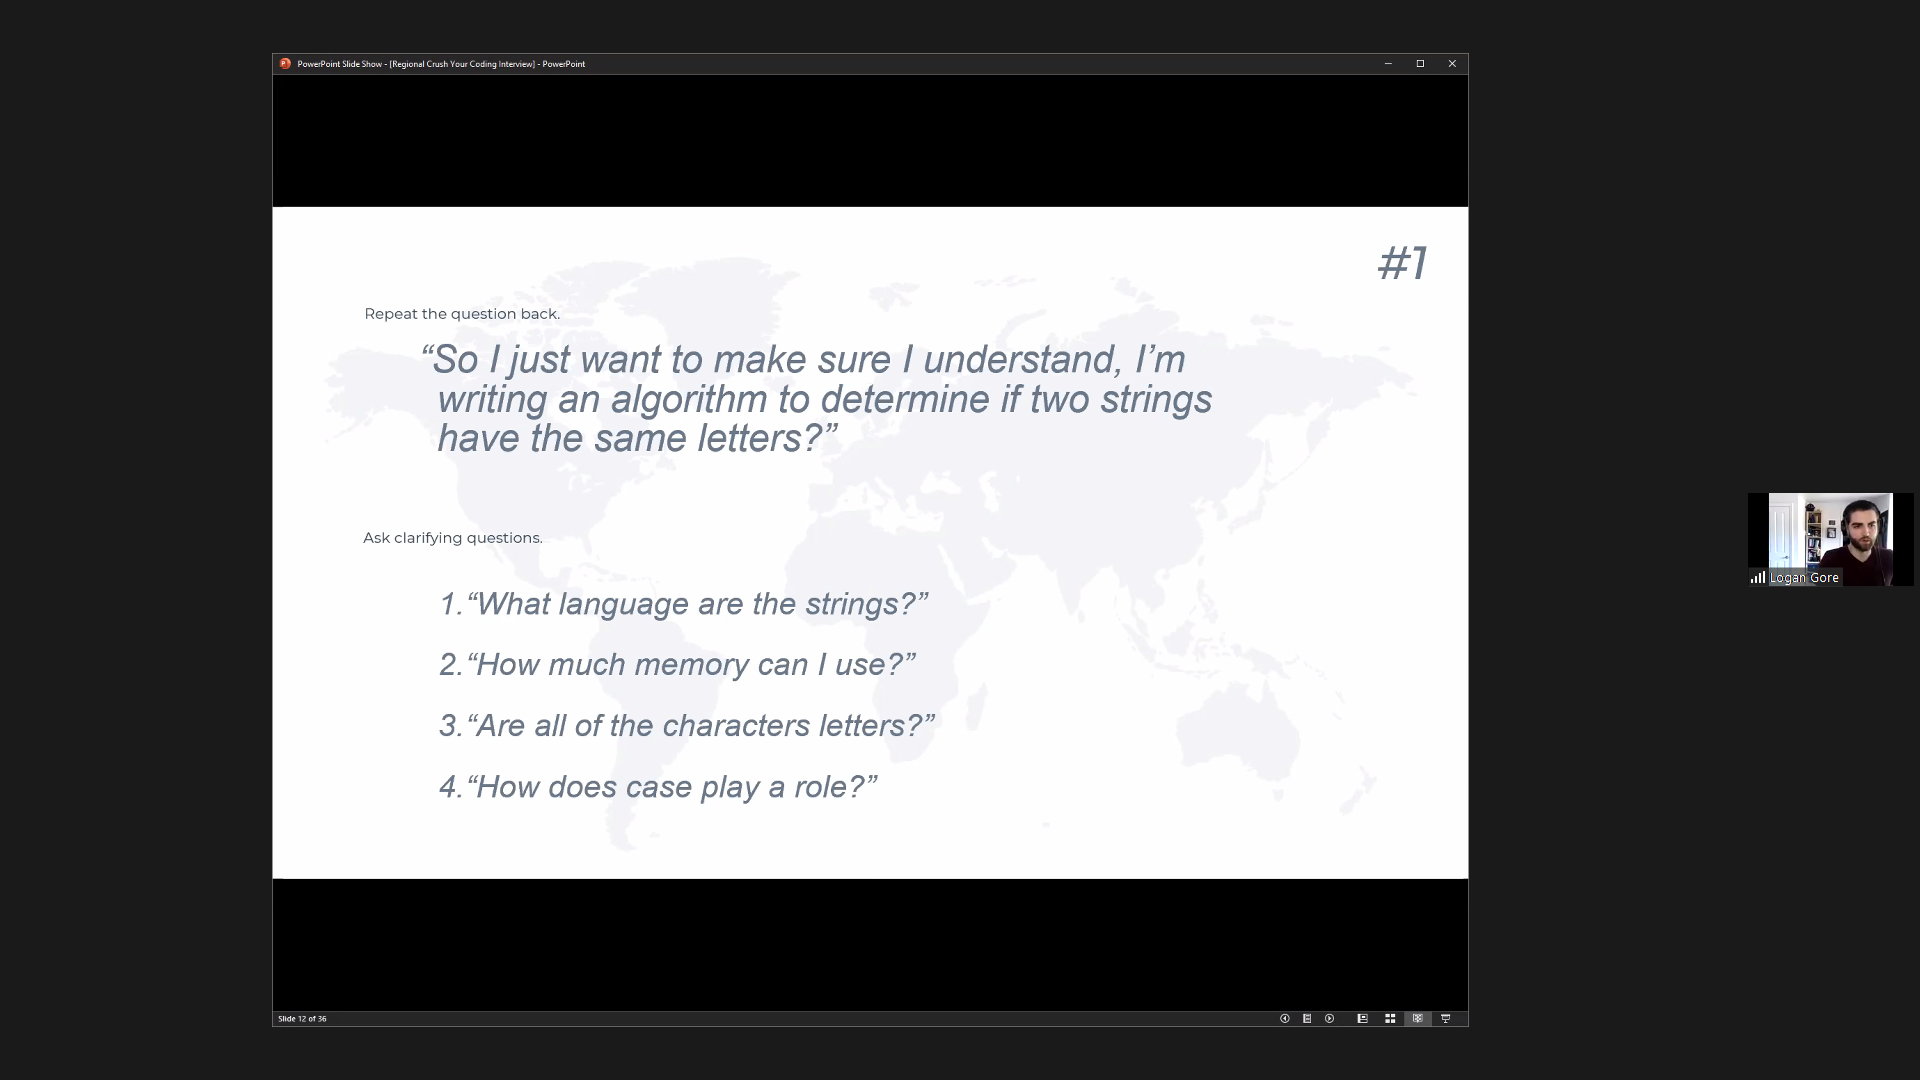 PowerPoint Slide Show - [Regional Crush Your Coding Interview] - PowerPoint
#1
Repeat the question back.
“So I just want to make sure I understand, I’m
writing an algorithm to determine if two strings
have the same letters?”
Ask clarifying questions.
1.“What language are the strings?”
2.“How much memory can I use?”
3.“Are all of the characters letters?”
4.“How does case play a role?”
Logan Gore
Slide 12 of 36